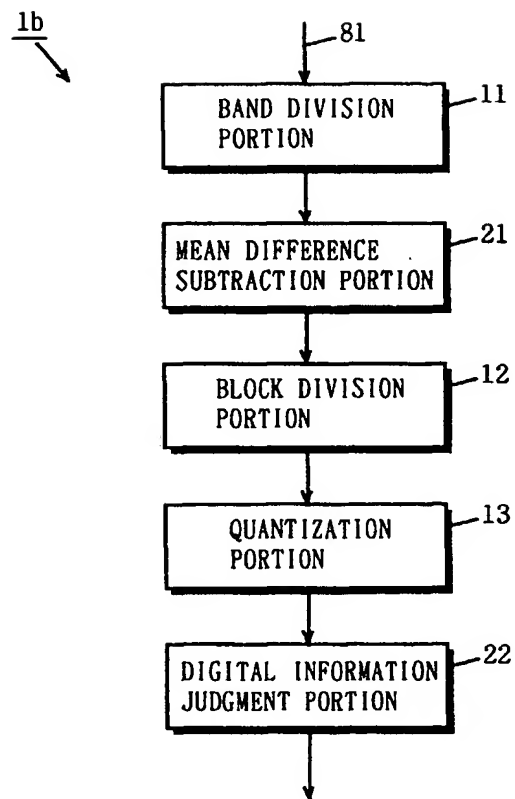 1b
81
BAND DIVISION
PORTION
11
MEAN DIFFERENCE
SUBTRACTION PORTION
21
BLOCK DIVISION
PORTION
12
QUANTIZATION
PORTION
13
DIGITAL INFORMATION
JUDGMENT PORTION
22